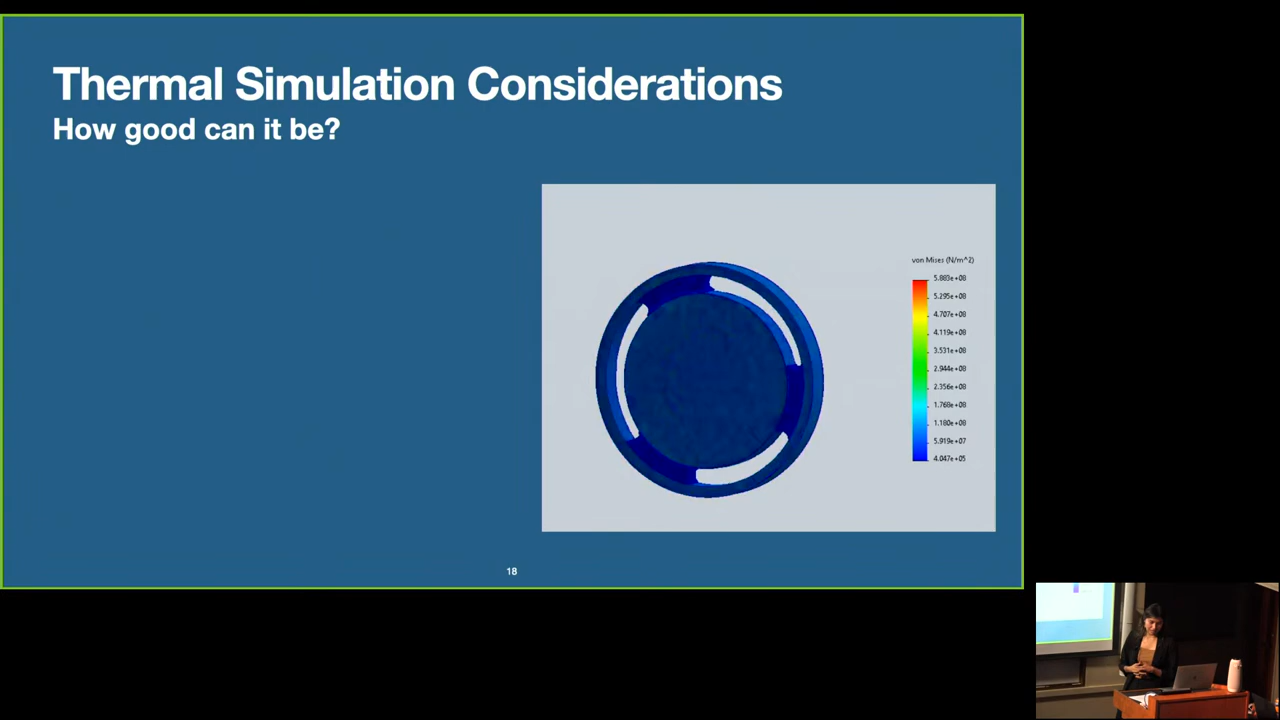 Thermal Simulation Considerations
How good can it be?
von Mises (N/m^2)
5.883e+08
5.295e+08
4.707e+08
4.119e+08
3.531e+08
2.944e+08
2.356e+08
1.768e+08
1.180e+08
5.919e+07
4.047e+05
18